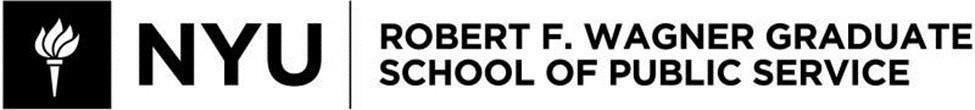 NYU
ROBERT F. WAGNER GRADUATE
SCHOOL OF PUBLIC SERVICE